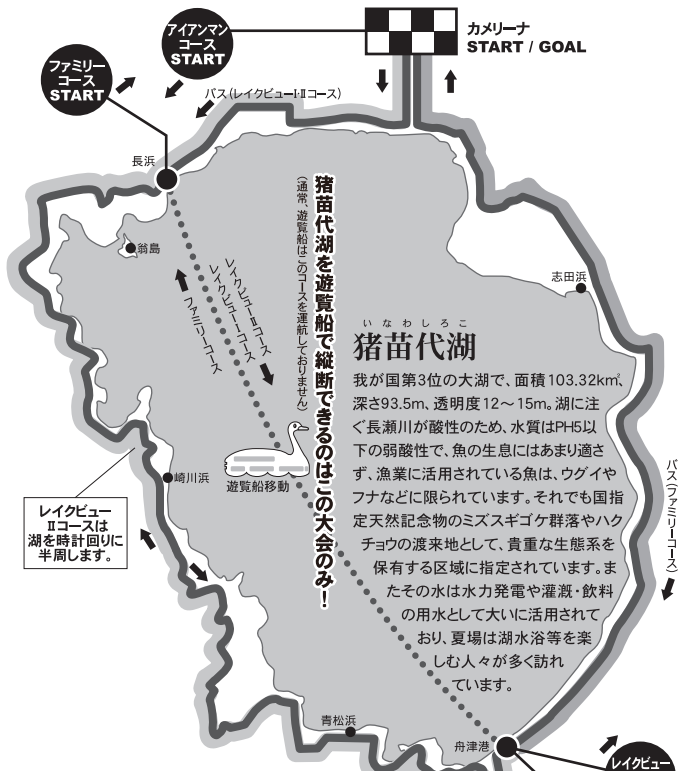 アイアンマン
コース
START
カメリーナ
START / GOAL
ファミリー
コース
START
バス（レイクビューI・IIコース）
長浜
翁島
志田浜
猪苗代湖を遊覧船で縦断できるのはこの大会のみ！
（通常、遊覧船はこのコースを運航しておりません）
レイクビューIIコース
レイクビューIコース
ファミリーコース
いなわしろこ
猪苗代湖
我が国第3位の大湖で、面積103.32km²、
深さ93.5m、透明度12～15m。湖に注
ぐ長瀬川が酸性のため、水質はPH5以
下の弱酸性で、魚の生息にはあまり適さ
ず、漁業に活用されている魚は、ウグイや
フナなどに限られています。それでも国指
定天然記念物のミズスギゴケ群落やハク
チョウの渡来地として、貴重な生態系を
保有する区域に指定されています。ま
たその水は水力発電や灌漑・飲料
の用水として大いに活用されて
おり、夏場は湖水浴等を楽
しむ人々が多く訪れ
ています。
遊覧船移動
崎川浜
レイクビュー
IIコースは
湖を時計回りに
半周します。
バス（ファミリーコース）
青松浜
舟津港
レイクビュー